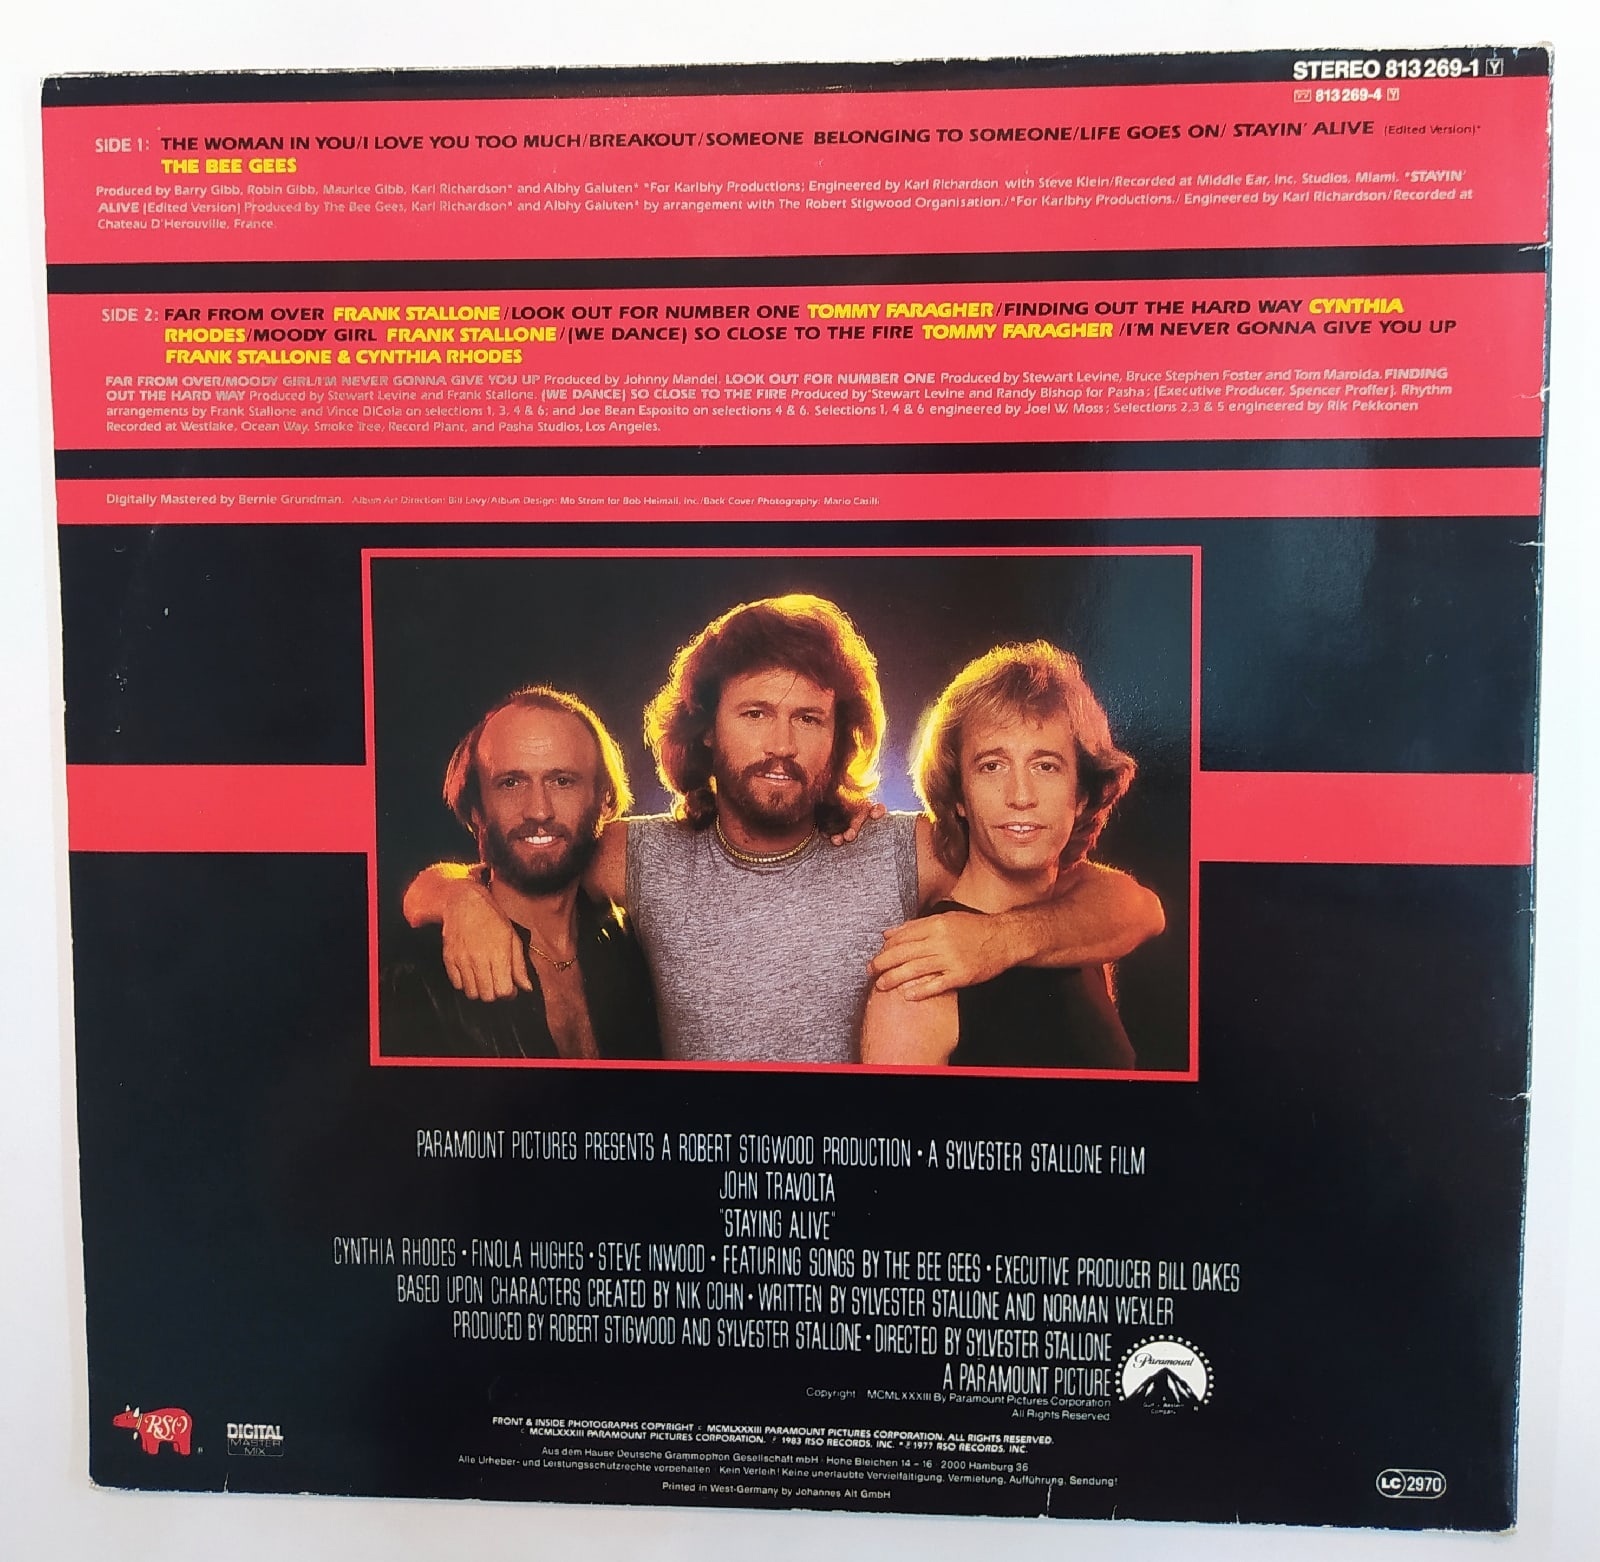 STEREO 813 269-1 Y
813 269-4 Y
SIDE 1: THE WOMAN IN YOU/I LOVE YOU TOO MUCH/BREAKOUT/SOMEONE BELONGING TO SOMEONE/LIFE GOES ON/ STAYIN' ALIVE (Edited Version)*
THE BEE GEES
Produced by Barry Gibb, Robin Gibb, Maurice Gibb, Karl Richardson* and Albhy Galuten* *For Karlbhy Productions; Engineered by Karl Richardson with Steve Klein/Recorded at Middle Ear, Inc. Studios, Miami. *STAYIN'
ALIVE (Edited Version) Produced by The Bee Gees, Karl Richardson* and Albhy Galuten* by arrangement with The Robert Stigwood Organisation./*For Karlbhy Productions./ Engineered by Karl Richardson/Recorded at
Chateau D'Herouville, France.
SIDE 2: FAR FROM OVER FRANK STALLONE/LOOK OUT FOR NUMBER ONE TOMMY FARAGHER/FINDING OUT THE HARD WAY CYNTHIA
RHODES/MOODY GIRL FRANK STALLONE/(WE DANCE) SO CLOSE TO THE FIRE TOMMY FARAGHER/I'M NEVER GONNA GIVE YOU UP
FRANK STALLONE & CYNTHIA RHODES
FAR FROM OVER/MOODY GIRL/I'M NEVER GONNA GIVE YOU UP Produced by Johnny Mandel. LOOK OUT FOR NUMBER ONE Produced by Stewart Levine, Bruce Stephen Foster and Tom Marolda. FINDING
OUT THE HARD WAY Produced by Stewart Levine and Frank Stallone. (WE DANCE) SO CLOSE TO THE FIRE Produced by Stewart Levine and Randy Bishop for Pasha; (Executive Producer, Spencer Proffer). Rhythm
arrangements by Frank Stallone and Vince DiCola on selections 1, 3, 4 & 6; and Joe Bean Esposito on selections 4 & 6. Selections 1, 4 & 6 engineered by Joel W. Moss; Selections 2,3 & 5 engineered by Rik Pekkonen
Recorded at Westlake, Ocean Way, Smoke Tree, Record Plant, and Pasha Studios, Los Angeles.
Digitally Mastered by Bernie Grundman. Album Art Direction: Bill Levy/Album Design: Mo Strom for Bob Heimall, Inc./Back Cover Photography: Mario Casilli
PARAMOUNT PICTURES PRESENTS A ROBERT STIGWOOD PRODUCTION • A SYLVESTER STALLONE FILM
JOHN TRAVOLTA
"STAYING ALIVE"
CYNTHIA RHODES • FINOLA HUGHES • STEVE INWOOD • FEATURING SONGS BY THE BEE GEES • EXECUTIVE PRODUCER BILL OAKES
BASED UPON CHARACTERS CREATED BY NIK COHN • WRITTEN BY SYLVESTER STALLONE AND NORMAN WEXLER
PRODUCED BY ROBERT STIGWOOD AND SYLVESTER STALLONE • DIRECTED BY SYLVESTER STALLONE
A PARAMOUNT PICTURE
Paramount
A
Gulf + Western
Company
Copyright MCMLXXXIII By Paramount Pictures Corporation
All Rights Reserved
RSO
DIGITAL
MASTER
MIX
FRONT & INSIDE PHOTOGRAPHS COPYRIGHT © MCMLXXXIII PARAMOUNT PICTURES CORPORATION. ALL RIGHTS RESERVED.
© MCMLXXXIII PARAMOUNT PICTURES CORPORATION. ℗ 1983 RSO RECORDS, INC. *℗ 1977 RSO RECORDS, INC.
Aus dem Hause Deutsche Grammophon Gesellschaft mbH · Hohe Bleichen 14 – 16 · 2000 Hamburg 36
Alle Urheber- und Leistungsschutzrechte vorbehalten · Kein Verleih! Keine unerlaubte Vervielfältigung, Vermietung, Aufführung, Sendung!
Printed in West-Germany by Johannes Alt GmbH
LC 2970